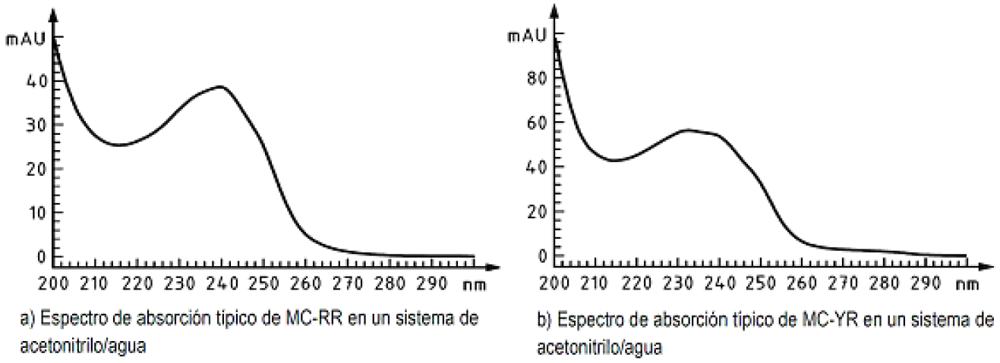 mAU
40
30
20
10
0
200 210 220 230 240 250 260 270 280 290 nm
a) Espectro de absorción típico de MC-RR en un sistema de
acetonitrilo/agua
mAU
80
60
40
20
0
200 210 220 230 240 250 260 270 280 290 nm
b) Espectro de absorción típico de MC-YR en un sistema de
acetonitrilo/agua